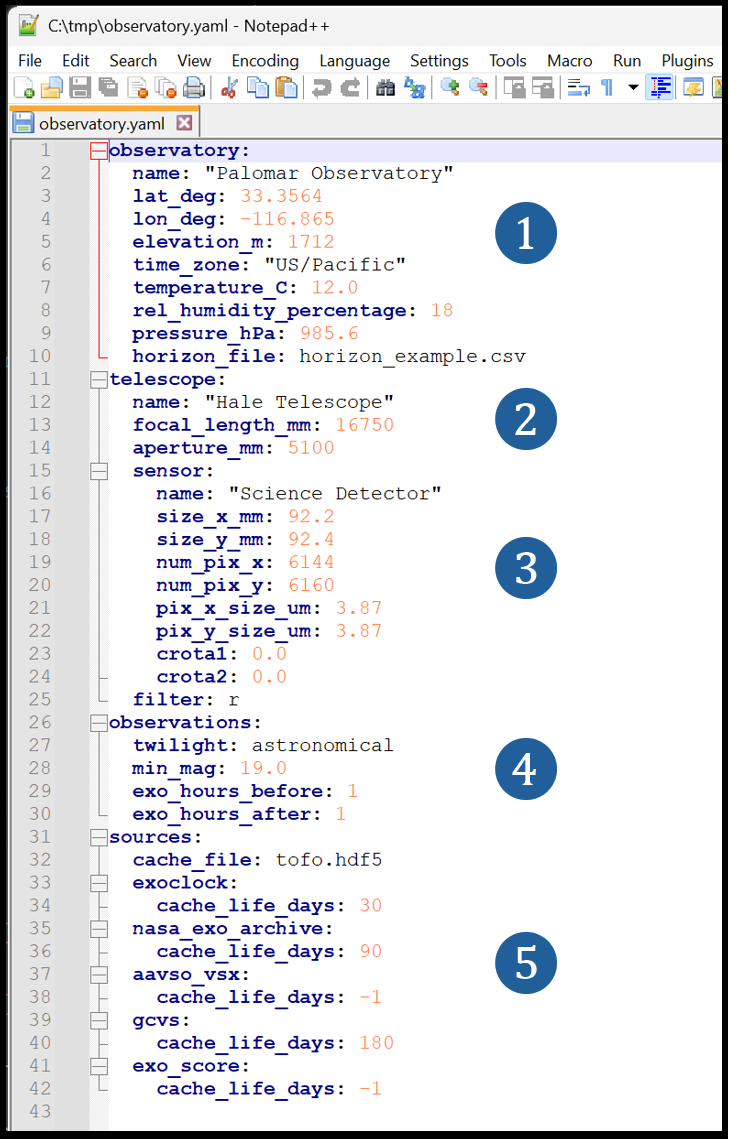 C:\tmp\observatory.yaml - Notepad++
File Edit Search View Encoding Language Settings Tools Macro Run Plugins
observatory.yaml
1 observatory:
2   name: "Palomar Observatory"
3   lat_deg: 33.3564
4   lon_deg: -116.865
5   elevation_m: 1712
6   time_zone: "US/Pacific"
7   temperature_C: 12.0
8   rel_humidity_percentage: 18
9   pressure_hPa: 985.6
10   horizon_file: horizon_example.csv
1
11 telescope:
12   name: "Hale Telescope"
13   focal_length_mm: 16750
14   aperture_mm: 5100
2
15   sensor:
16     name: "Science Detector"
17     size_x_mm: 92.2
18     size_y_mm: 92.4
19     num_pix_x: 6144
20     num_pix_y: 6160
21     pix_x_size_um: 3.87
22     pix_y_size_um: 3.87
23     crota1: 0.0
24     crota2: 0.0
3
25   filter: r
26 observations:
27   twilight: astronomical
28   min_mag: 19.0
29   exo_hours_before: 1
30   exo_hours_after: 1
4
31 sources:
32   cache_file: tofo.hdf5
33   exoclock:
34     cache_life_days: 30
35   nasa_exo_archive:
36     cache_life_days: 90
37   aavso_vsx:
38     cache_life_days: -1
39   gcvs:
40     cache_life_days: 180
41   exo_score:
42     cache_life_days: -1
5
43